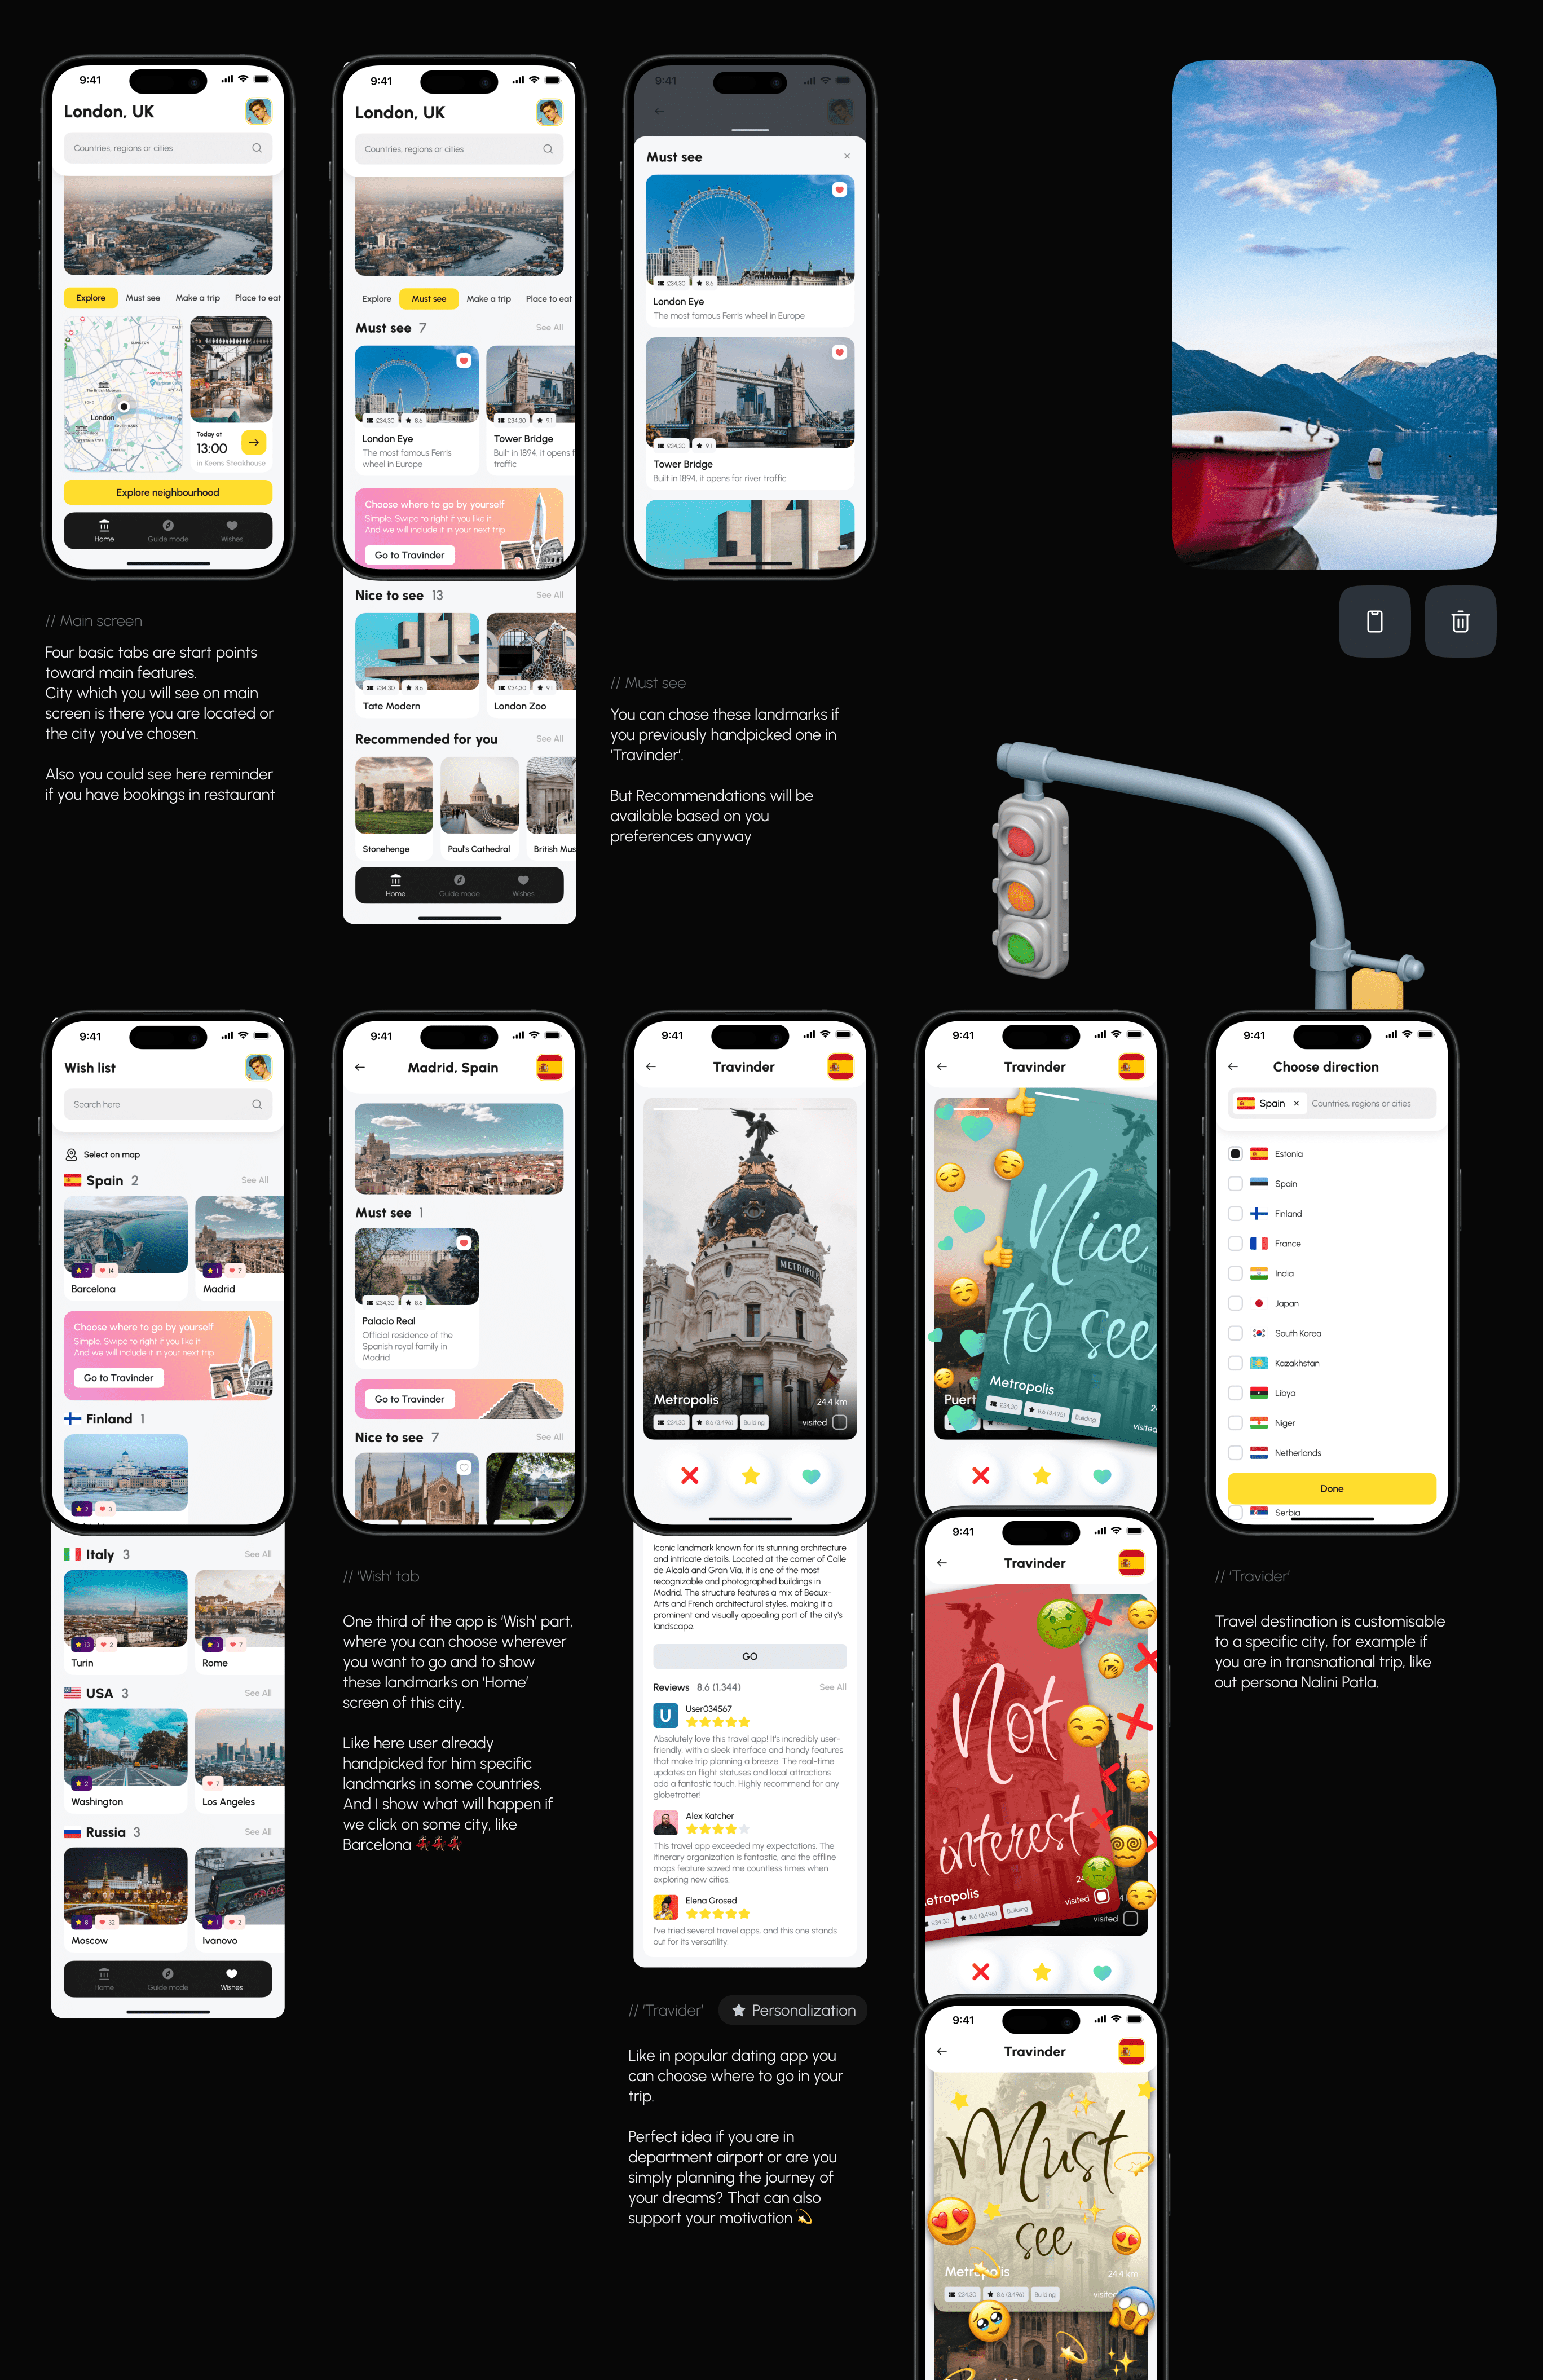 9:41
London, UK
Countries, regions or cities
Explore
Must see
Make a trip
Place to eat
London
Today at
13:00
in Keens Steakhouse
Explore neighbourhood
Home
Guide mode
Wishes
// Main screen
Four basic tabs are start points
toward main features.
City which you will see on main
screen is there you are located or
the city you've chosen.
Also you could see here reminder
if you have bookings in restaurant
9:41
London, UK
Countries, regions or cities
Explore
Must see
Make a trip
Place to eat
Must see 7
See All
£34.30
8.6
£34.30
9.1
London Eye
The most famous Ferris
wheel in Europe
Tower Bridge
Built in 1894, it opens f
traffic
Choose where to go by yourself
Simple. Swipe to right if you like it.
And we will include it in your next trip
Go to Travinder
Nice to see 13
See All
£34.30
8.6
£34.30
9.1
Tate Modern
London Zoo
Recommended for you
See All
Stonehenge
Paul's Cathedral
British Mus
Home
Guide mode
Wishes
9:41
Must see
£34.30
8.6
London Eye
The most famous Ferris wheel in Europe
£34.30
9.1
Tower Bridge
Built in 1894, it opens for river traffic
// Must see
You can chose these landmarks if
you previously handpicked one in
'Travinder'.
But Recommendations will be
available based on you
preferences anyway
9:41
Wish list
Search here
Select on map
Spain 2
See All
7
14
1
7
Barcelona
Madrid
Choose where to go by yourself
Simple. Swipe to right if you like it.
And we will include it in your next trip
Go to Travinder
Finland 1
2
3
Italy 3
See All
13
2
3
7
Turin
Rome
USA 3
See All
2
7
Washington
Los Angeles
Russia 3
See All
8
32
1
2
Moscow
Ivanovo
Home
Guide mode
Wishes
9:41
Madrid, Spain
Must see 1
£34.30
8.6
Palacio Real
Official residence of the
Spanish royal family in
Madrid
Go to Travinder
Nice to see 7
See All
// 'Wish' tab
One third of the app is 'Wish' part,
where you can choose wherever
you want to go and to show
these landmarks on 'Home'
screen of this city.
Like here user already
handpicked for him specific
landmarks in some countries.
And I show what will happen if
we click on some city, like
Barcelona 💃💃💃
9:41
Travinder
METROPOLIS
Metropolis
24.4 km
£34.30
8.6 (3,496)
Building
visited
Iconic landmark known for its stunning architecture
and intricate details. Located at the corner of Calle
de Alcalá and Gran Vía, it is one of the most
recognizable and photographed buildings in
Madrid. The structure features a mix of Beaux-
Arts and French architectural styles, making it a
prominent and visually appealing part of the city's
landscape.
GO
Reviews 8.6 (1,344)
See All
U
User034567
Absolutely love this travel app! It's incredibly user-
friendly, with a sleek interface and handy features
that make trip planning a breeze. The real-time
updates on flight statuses and local attractions
add a fantastic touch. Highly recommend for any
globetrotter!
Alex Katcher
This travel app exceeded my expectations. The
itinerary organization is fantastic, and the offline
maps feature saved me countless times when
exploring new cities.
Elena Grosed
I've tried several travel apps, and this one stands
out for its versatility.
// 'Travider'
Personalization
Like in popular dating app you
can choose where to go in your
trip.
Perfect idea if you are in
department airport or are you
simply planning the journey of
your dreams? That can also
support your motivation 💫
9:41
Travinder
Nice
to see
Metropolis
£34.30
8.6 (3,496)
Building
visited
Puert
9:41
Travinder
Not
interest
etropolis
£34.30
8.6 (3,496)
Building
visited
visited
9:41
Travinder
Must
see
Metropolis
24.4 km
£34.30
8.6 (3,496)
Building
visited
9:41
Choose direction
Spain
Countries, regions or cities
Estonia
Spain
Finland
France
India
Japan
South Korea
Kazakhstan
Libya
Niger
Netherlands
Done
Serbia
// 'Travider'
Travel destination is customisable
to a specific city, for example if
you are in transnational trip, like
out persona Nalini Patla.